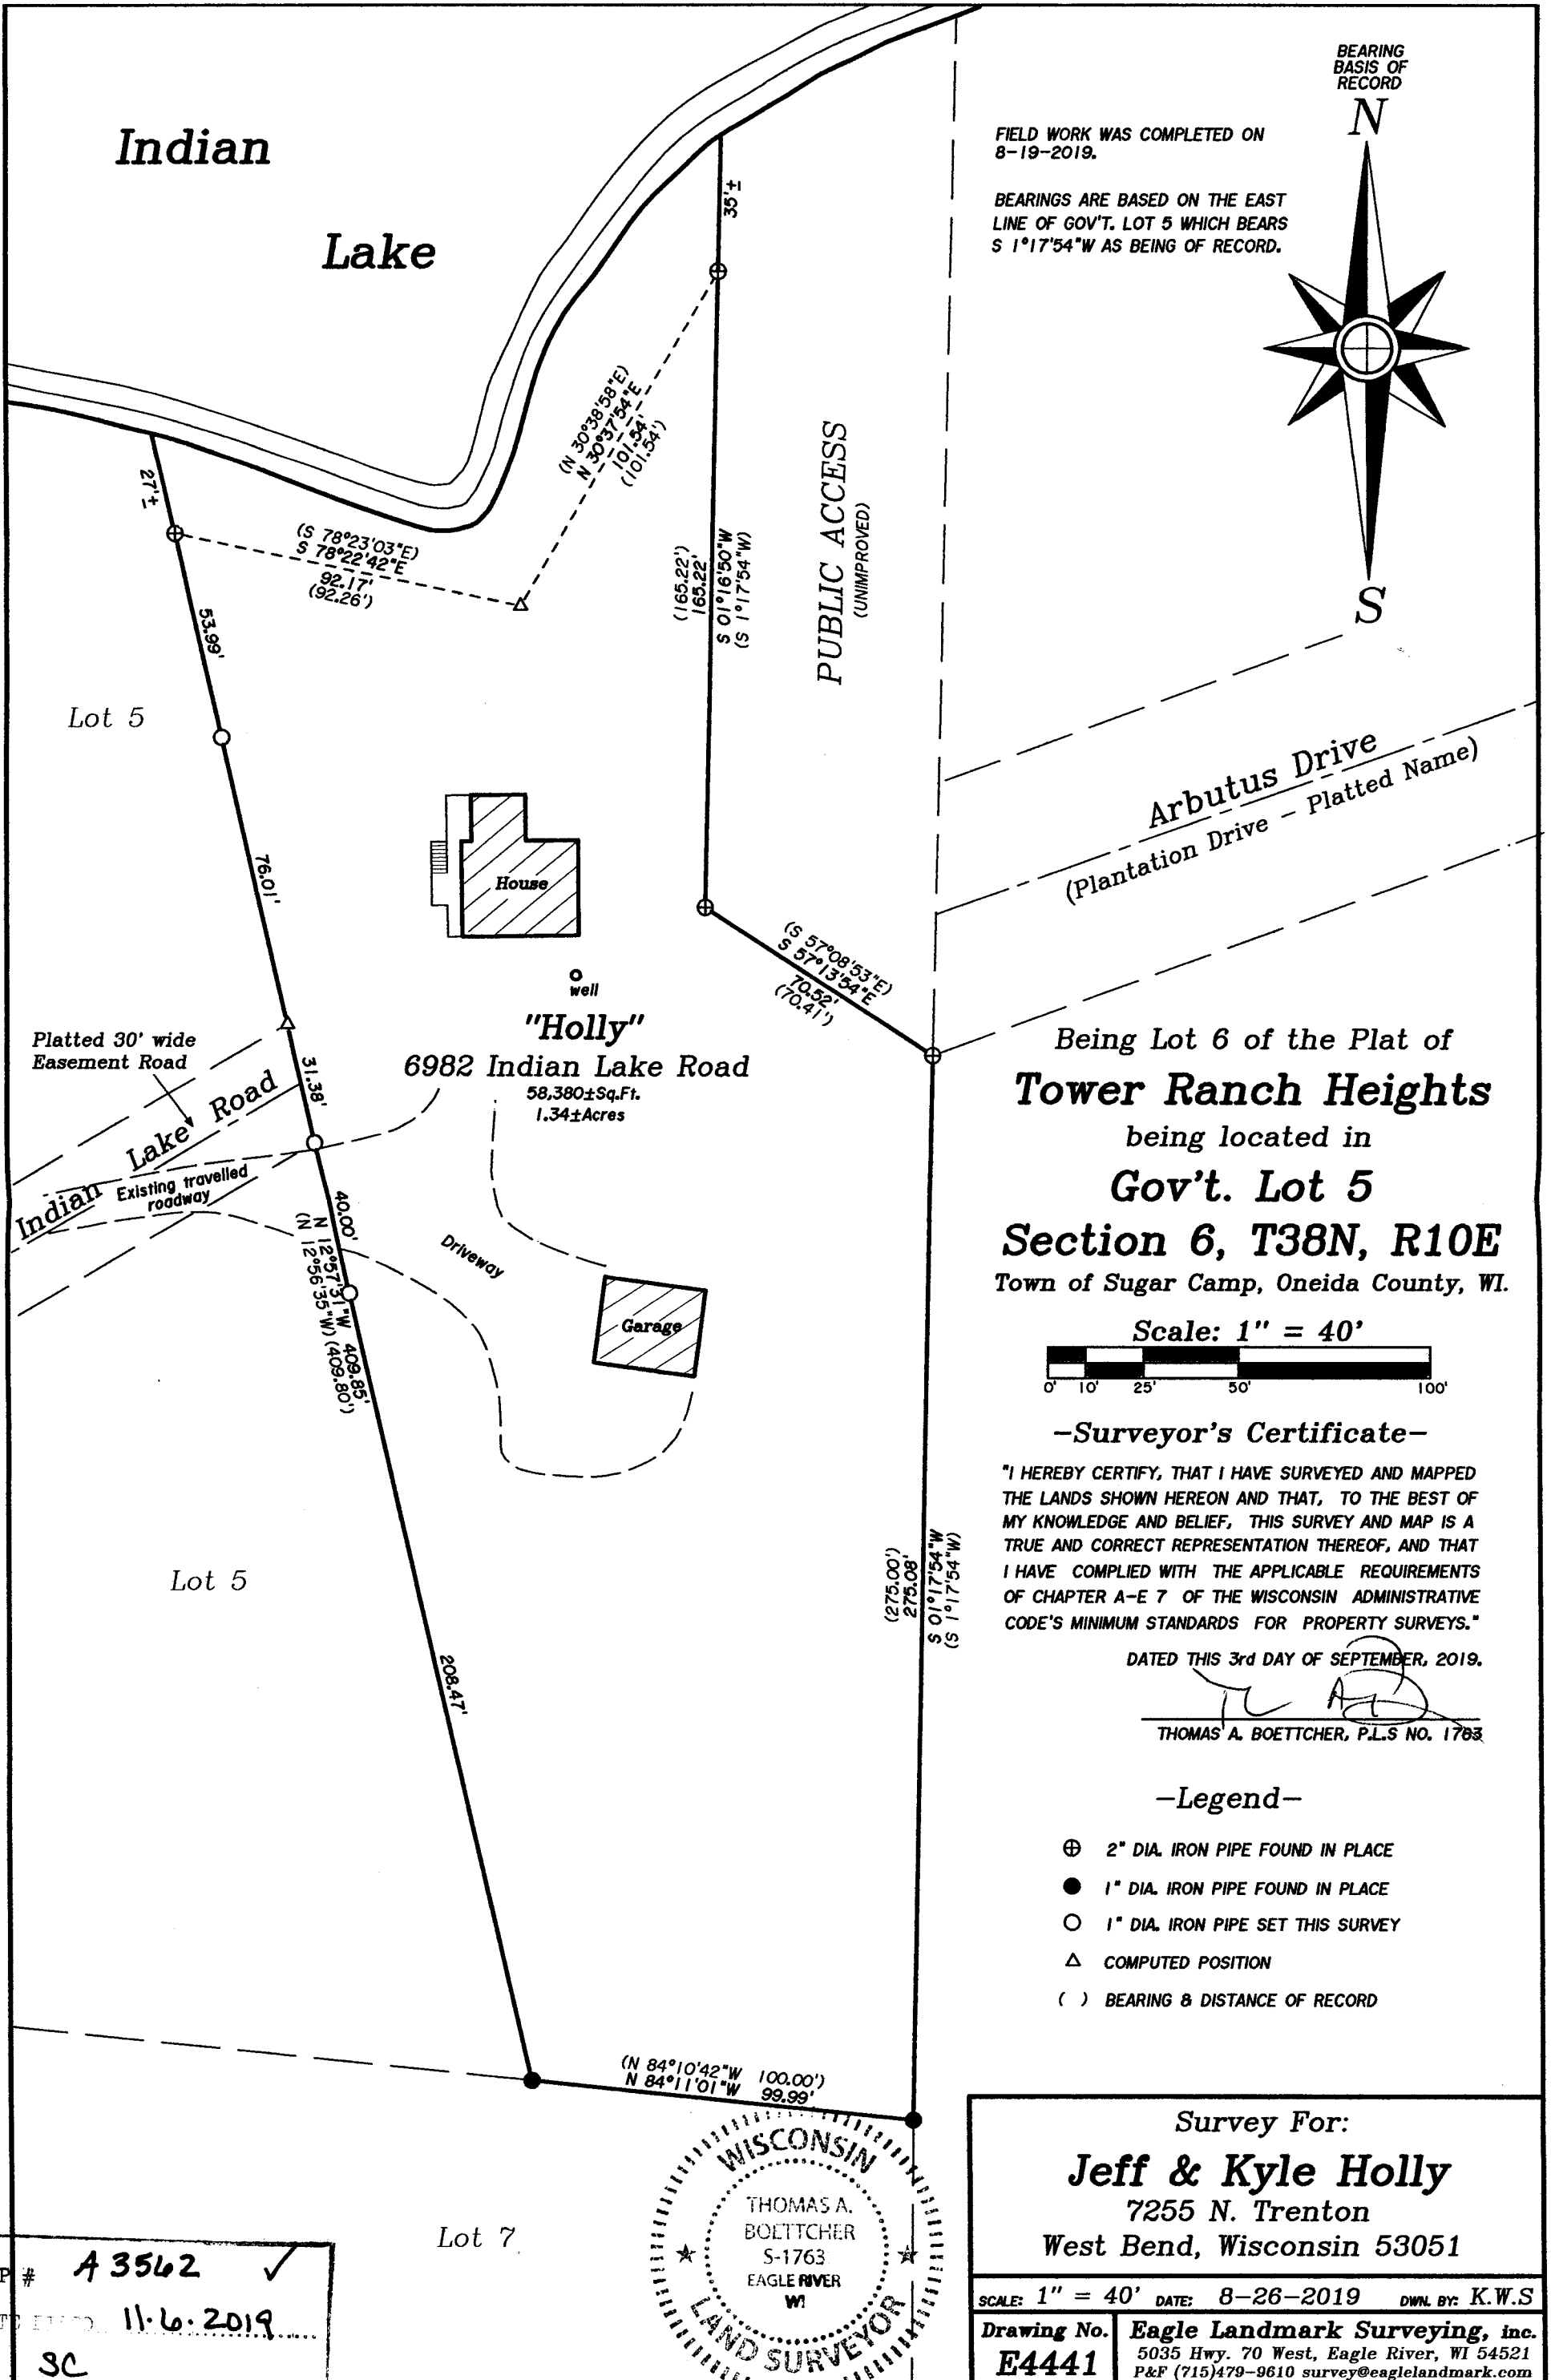 Indian
Lake
BEARING
BASIS OF
RECORD
N
S
FIELD WORK WAS COMPLETED ON
8-19-2019.
BEARINGS ARE BASED ON THE EAST
LINE OF GOV'T. LOT 5 WHICH BEARS
S 1°17'54"W AS BEING OF RECORD.
35'±
(N 30°38'58"E)
N 30°37'54"E
101.54'
(101.54')
27'±
(S 78°23'03"E)
S 78°22'42"E
92.17'
(92.26')
(165.22')
165.22'
S 01°16'50"W
(S 1°17'54"W)
PUBLIC ACCESS
(UNIMPROVED)
53.99'
Lot 5
76.01'
House
well
Arbutus Drive
(Plantation Drive - Platted Name)
(S 57°08'53"E)
S 57°13'54"E
70.52'
(70.41')
"Holly"
6982 Indian Lake Road
58,380±Sq.Ft.
1.34±Acres
Platted 30' wide
Easement Road
31.38'
Indian Lake Road
Existing travelled
roadway
40.00'
N 12°57'31"W 409.85'
(N 12°56'35"W) (409.80')
Driveway
Garage
Being Lot 6 of the Plat of
Tower Ranch Heights
being located in
Gov't. Lot 5
Section 6, T38N, R10E
Town of Sugar Camp, Oneida County, WI.
Scale: 1" = 40'
0' 10' 25' 50' 100'
-Surveyor's Certificate-
"I HEREBY CERTIFY, THAT I HAVE SURVEYED AND MAPPED
THE LANDS SHOWN HEREON AND THAT, TO THE BEST OF
MY KNOWLEDGE AND BELIEF, THIS SURVEY AND MAP IS A
TRUE AND CORRECT REPRESENTATION THEREOF, AND THAT
I HAVE COMPLIED WITH THE APPLICABLE REQUIREMENTS
OF CHAPTER A-E 7 OF THE WISCONSIN ADMINISTRATIVE
CODE'S MINIMUM STANDARDS FOR PROPERTY SURVEYS."
DATED THIS 3rd DAY OF SEPTEMBER, 2019.
THOMAS A. BOETTCHER, P.L.S NO. 1763
Lot 5
208.47'
(275.00')
275.08'
S 01°17'54"W
(S 1°17'54"W)
-Legend-
2" DIA. IRON PIPE FOUND IN PLACE
1" DIA. IRON PIPE FOUND IN PLACE
1" DIA. IRON PIPE SET THIS SURVEY
COMPUTED POSITION
( ) BEARING & DISTANCE OF RECORD
(N 84°10'42"W 100.00')
N 84°11'01"W 99.99'
WISCONSIN
THOMAS A.
BOETTCHER
S-1763
EAGLE RIVER
WI
LAND SURVEYOR
Lot 7
# A 3562 ✓
11·6·2019
SC
Survey For:
Jeff & Kyle Holly
7255 N. Trenton
West Bend, Wisconsin 53051
SCALE: 1" = 40' DATE: 8-26-2019 DWN. BY: K.W.S
Drawing No.
E4441
Eagle Landmark Surveying, inc.
5035 Hwy. 70 West, Eagle River, WI 54521
P&F (715)479-9610 survey@eaglelandmark.com